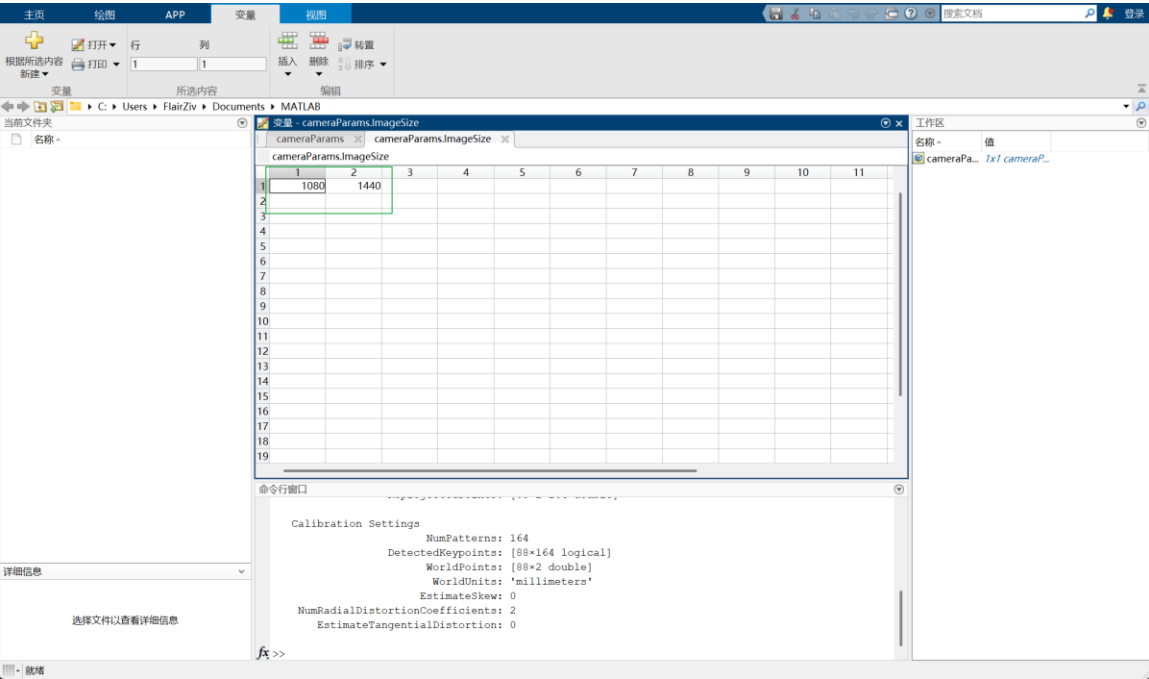 主页 绘图 APP 变量 视图 搜索文档 登录
打开 行 列 转置
根据所选内容 打印 1 1 插入 删除 排序
新建
变量 所选内容 编辑
C: Users FlairZiv Documents MATLAB
当前文件夹 变量 - cameraParams.ImageSize 工作区
名称 cameraParams cameraParams.ImageSize 名称 值
cameraParams.ImageSize cameraPa... 1x1 cameraP...
1 2 3 4 5 6 7 8 9 10 11
1 1080 1440
2
3
4
5
6
7
8
9
10
11
12
13
14
15
16
17
18
19
命令行窗口
Calibration Settings
NumPatterns: 164
DetectedKeypoints: [88×164 logical]
WorldPoints: [88×2 double]
WorldUnits: 'millimeters'
EstimateSkew: 0
NumRadialDistortionCoefficients: 2
EstimateTangentialDistortion: 0
fx >>
详细信息
选择文件以查看详细信息
就绪